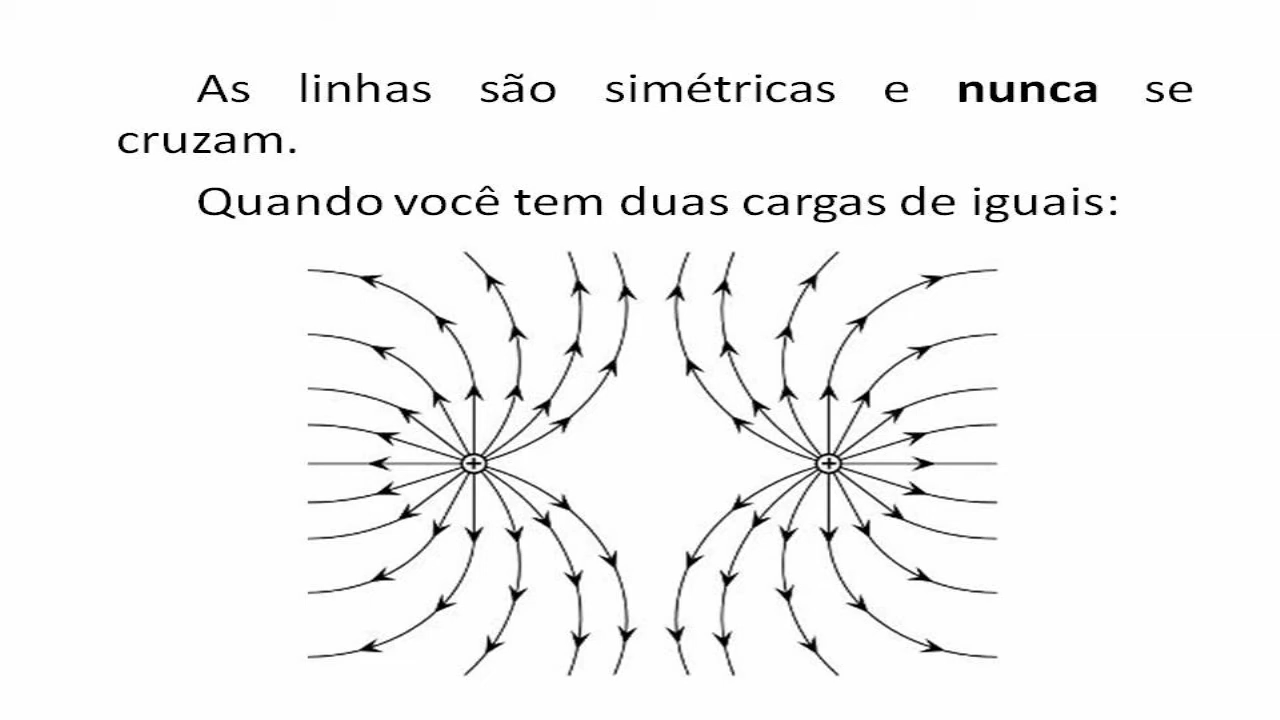 As linhas são simétricas e nunca se
cruzam.
Quando você tem duas cargas de iguais:
+ +